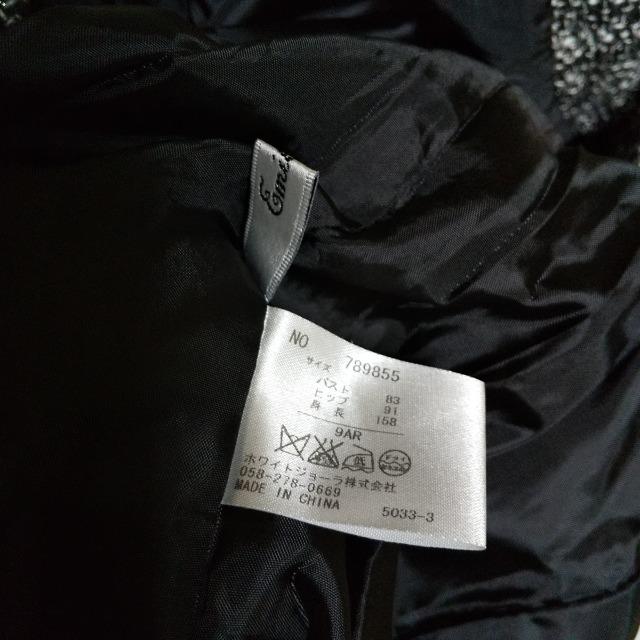 NO 789855
サイズ
バスト 83
ヒップ 91
身長 158
9AR
ホワイトジョーラ株式会社
058-278-0669
MADE IN CHINA 5033-3